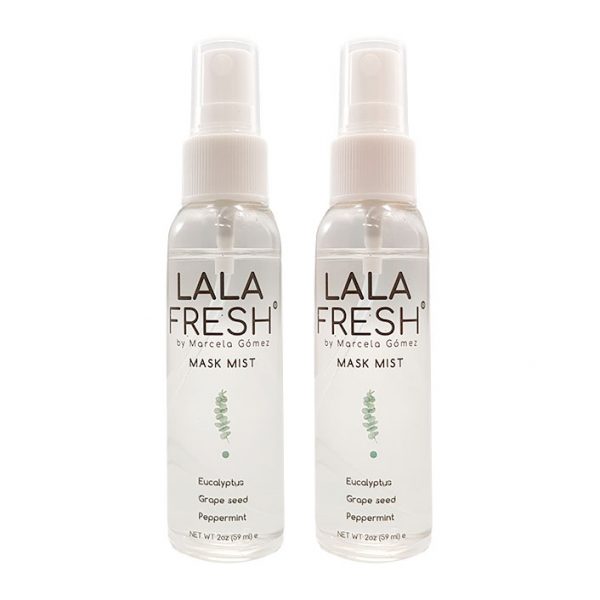 LALA
FRESH®
by Marcela Gómez
MASK MIST
Eucalyptus
Grape seed
Peppermint
NET WT 2oz (59 ml) e
LALA
FRESH®
by Marcela Gómez
MASK MIST
Eucalyptus
Grape seed
Peppermint
NET WT 2oz (59 ml) e